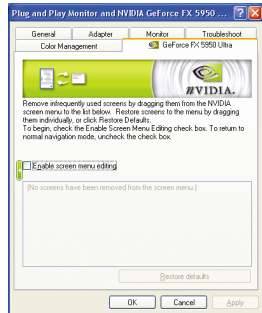 Plug and Play Monitor and NVIDIA GeForce FX 5950 ...
General
Adapter
Monitor
Troubleshoot
Color Management
GeForce FX 5950 Ultra
NVIDIA.
Remove infrequently used screens by dragging them from the NVIDIA
screen menu to the list below. Restore screens to the menu by dragging
them individually, or click Restore Defaults.
To begin, check the Enable Screen Menu Editing check box. To return to
normal navigation mode, uncheck the check box.
Enable screen menu editing
(No screens have been removed from the screen menu.)
Restore defaults
OK
Cancel
Apply